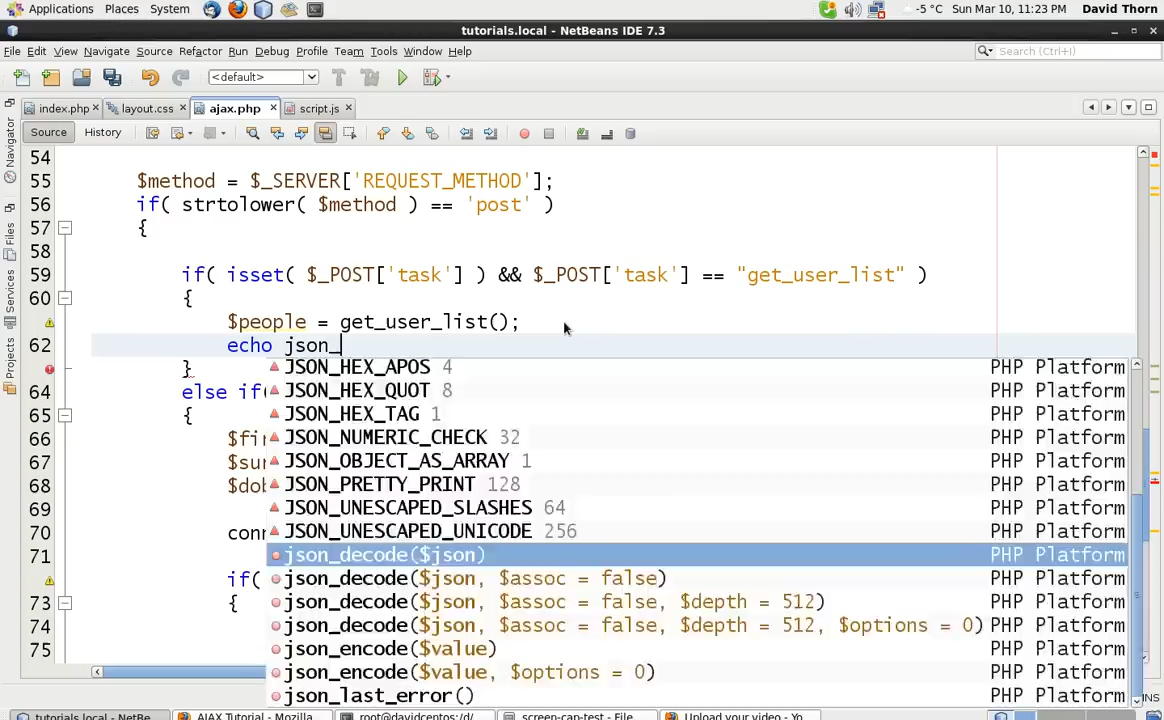 Applications Places System -5 °C Sun Mar 10, 11:23 PM David Thorn
tutorials.local - NetBeans IDE 7.3
File Edit View Navigate Source Refactor Run Debug Profile Team Tools Window Help Search (Ctrl+I)
<default>
index.php layout.css ajax.php script.js
Source History
Navigator
Files
Services
Projects
54
55 $method = $_SERVER['REQUEST_METHOD'];
56 if( strtolower( $method ) == 'post' )
57 {
58
59 if( isset( $_POST['task'] ) && $_POST['task'] == "get_user_list" )
60 {
$people = get_user_list();
62 echo json_
}
JSON_HEX_APOS 4 PHP Platform
64 else if(
JSON_HEX_QUOT 8 PHP Platform
65 {
JSON_HEX_TAG 1 PHP Platform
66 $fir
JSON_NUMERIC_CHECK 32 PHP Platform
67 $sur
JSON_OBJECT_AS_ARRAY 1 PHP Platform
68 $dob
JSON_PRETTY_PRINT 128 PHP Platform
69
JSON_UNESCAPED_SLASHES 64 PHP Platform
70 conn
JSON_UNESCAPED_UNICODE 256 PHP Platform
71
json_decode($json) PHP Platform
if(
json_decode($json, $assoc = false) PHP Platform
73 {
json_decode($json, $assoc = false, $depth = 512) PHP Platform
74
json_decode($json, $assoc = false, $depth = 512, $options = 0) PHP Platform
75
json_encode($value) PHP Platform
json_encode($value, $options = 0) PHP Platform
json_last_error() PHP Platform
INS
tutorials.local - NetBe... AJAX Tutorial - Mozilla... root@davidcentos:/d/... screen-cap-test - File... Upload your video - Yo...